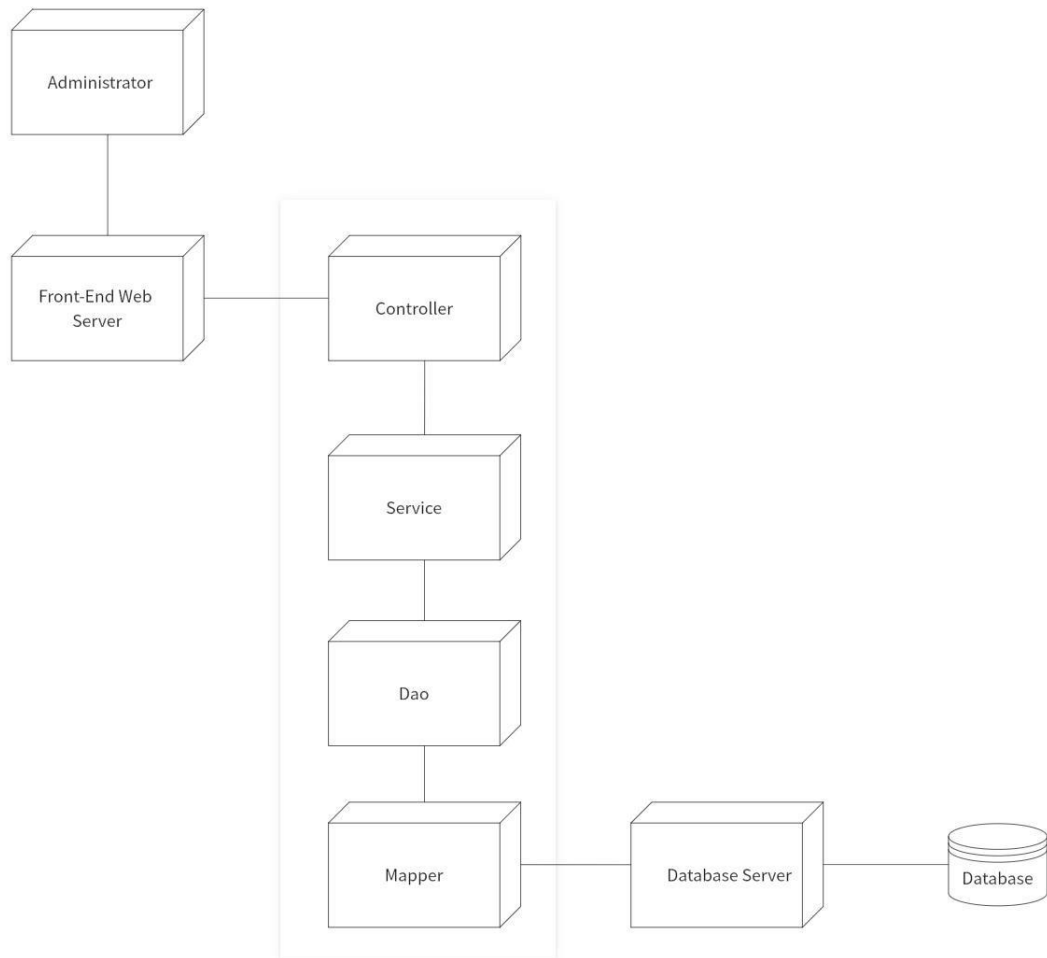 Administrator
Front-End Web
Server
Controller
Service
Dao
Mapper
Database Server
Database